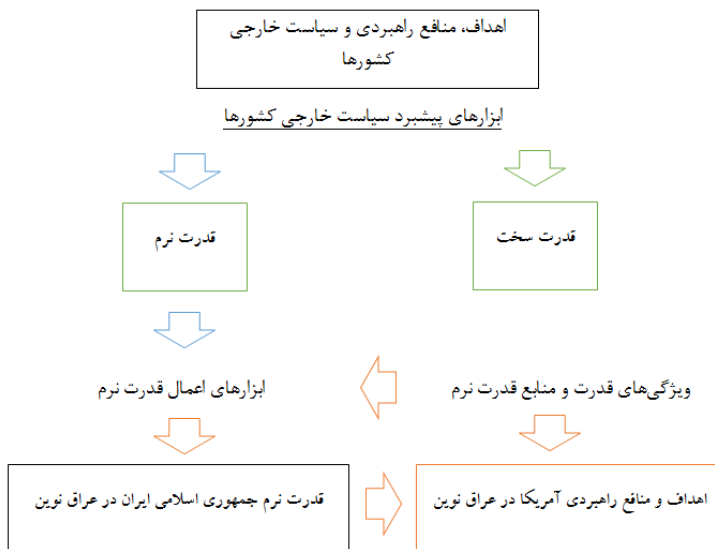 اهداف، منافع راهبردی و سیاست خارجی
کشورها
ابزارهای پیشبرد سیاست خارجی کشورها
قدرت سخت
قدرت نرم
ویژگی‌های قدرت و منابع قدرت نرم
ابزارهای اعمال قدرت نرم
اهداف و منافع راهبردی آمریکا در عراق نوین
قدرت نرم جمهوری اسلامی ایران در عراق نوین